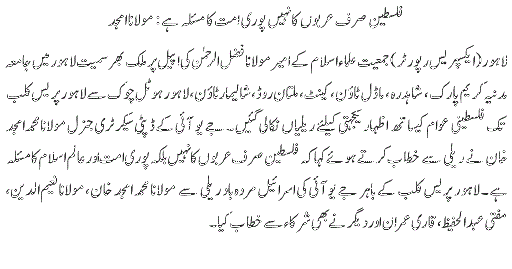 فلسطین صرف عربوں کا نہیں پوری امت کا مسئلہ ہے: مولانا امجد
لاہور (ایکسپریس رپورٹر) جمعیت علماء اسلام کے امیر مولانا فضل الرحمٰن کی اپیل پر ملک بھر سمیت لاہور میں جامعہ
مدنیہ کریم پارک، شاہدرہ، ماڈل ٹاؤن، کینٹ، ملتان روڈ، شالیمار ٹاؤن، لاہور ہوٹل چوک سے لاہور پریس کلب
تک فلسطینی عوام کیساتھ اظہار یکجہتی کیلئے ریلیاں نکالی گئیں۔ جے یو آئی کے ڈپٹی سیکرٹری جنرل مولانا محمد امجد
خان نے ریلی سے خطاب کرتے ہوئے کہا کہ فلسطین صرف عربوں کا نہیں بلکہ پوری امت اور عالم اسلام کا مسئلہ
ہے۔ لاہور پریس کلب کے باہر جے یو آئی کی اسرائیل مردہ باد ریلی سے مولانا محمد امجد خان، مولانا نعیم الدین،
مفتی عبدالحفیظ، قاری عمران اور دیگر نے بھی شرکاء سے خطاب کیا۔